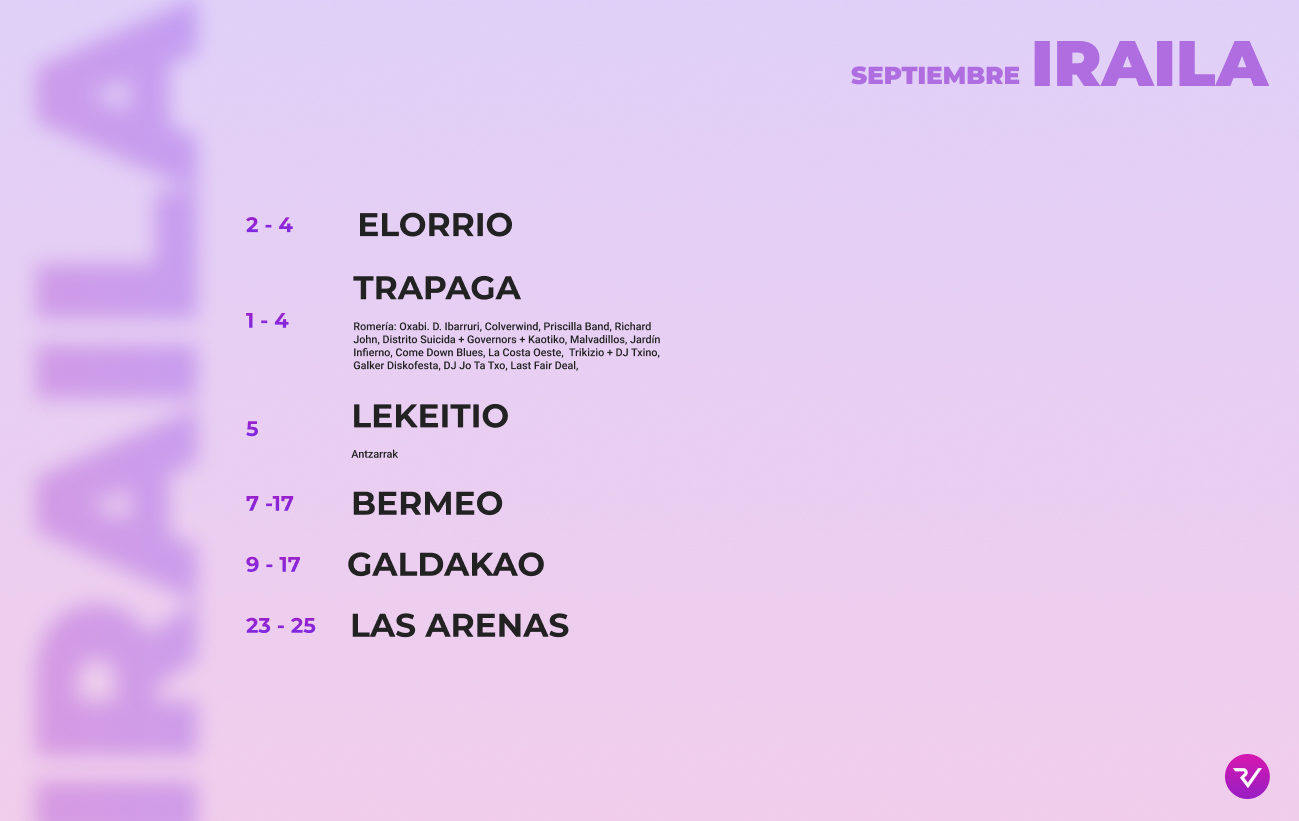 IRAILA
SEPTIEMBRE IRAILA
2 - 4 ELORRIO
TRAPAGA
1 - 4
Romería: Oxabi. D. Ibarruri, Colverwind, Priscilla Band, Richard
John, Distrito Suicida + Governors + Kaotiko, Malvadillos, Jardín
Infierno, Come Down Blues, La Costa Oeste,  Trikizio + DJ Txino,
Galker Diskofesta, DJ Jo Ta Txo, Last Fair Deal,
LEKEITIO
5
Antzarrak
7 -17 BERMEO
9 - 17 GALDAKAO
23 - 25 LAS ARENAS
RV